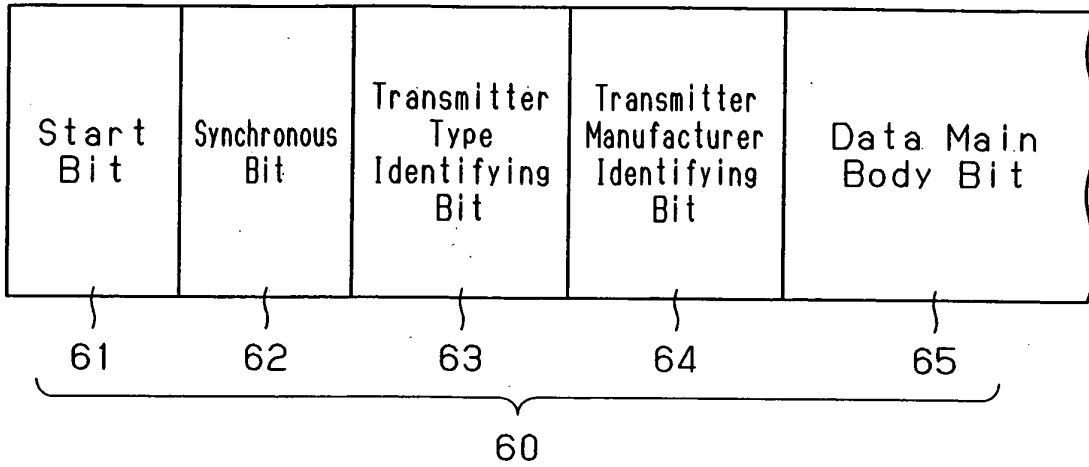 Start
Bit
Synchronous
Bit
Transmitter
Type
Identifying
Bit
Transmitter
Manufacturer
Identifying
Bit
Data Main
Body Bit
61
62
63
64
65
60